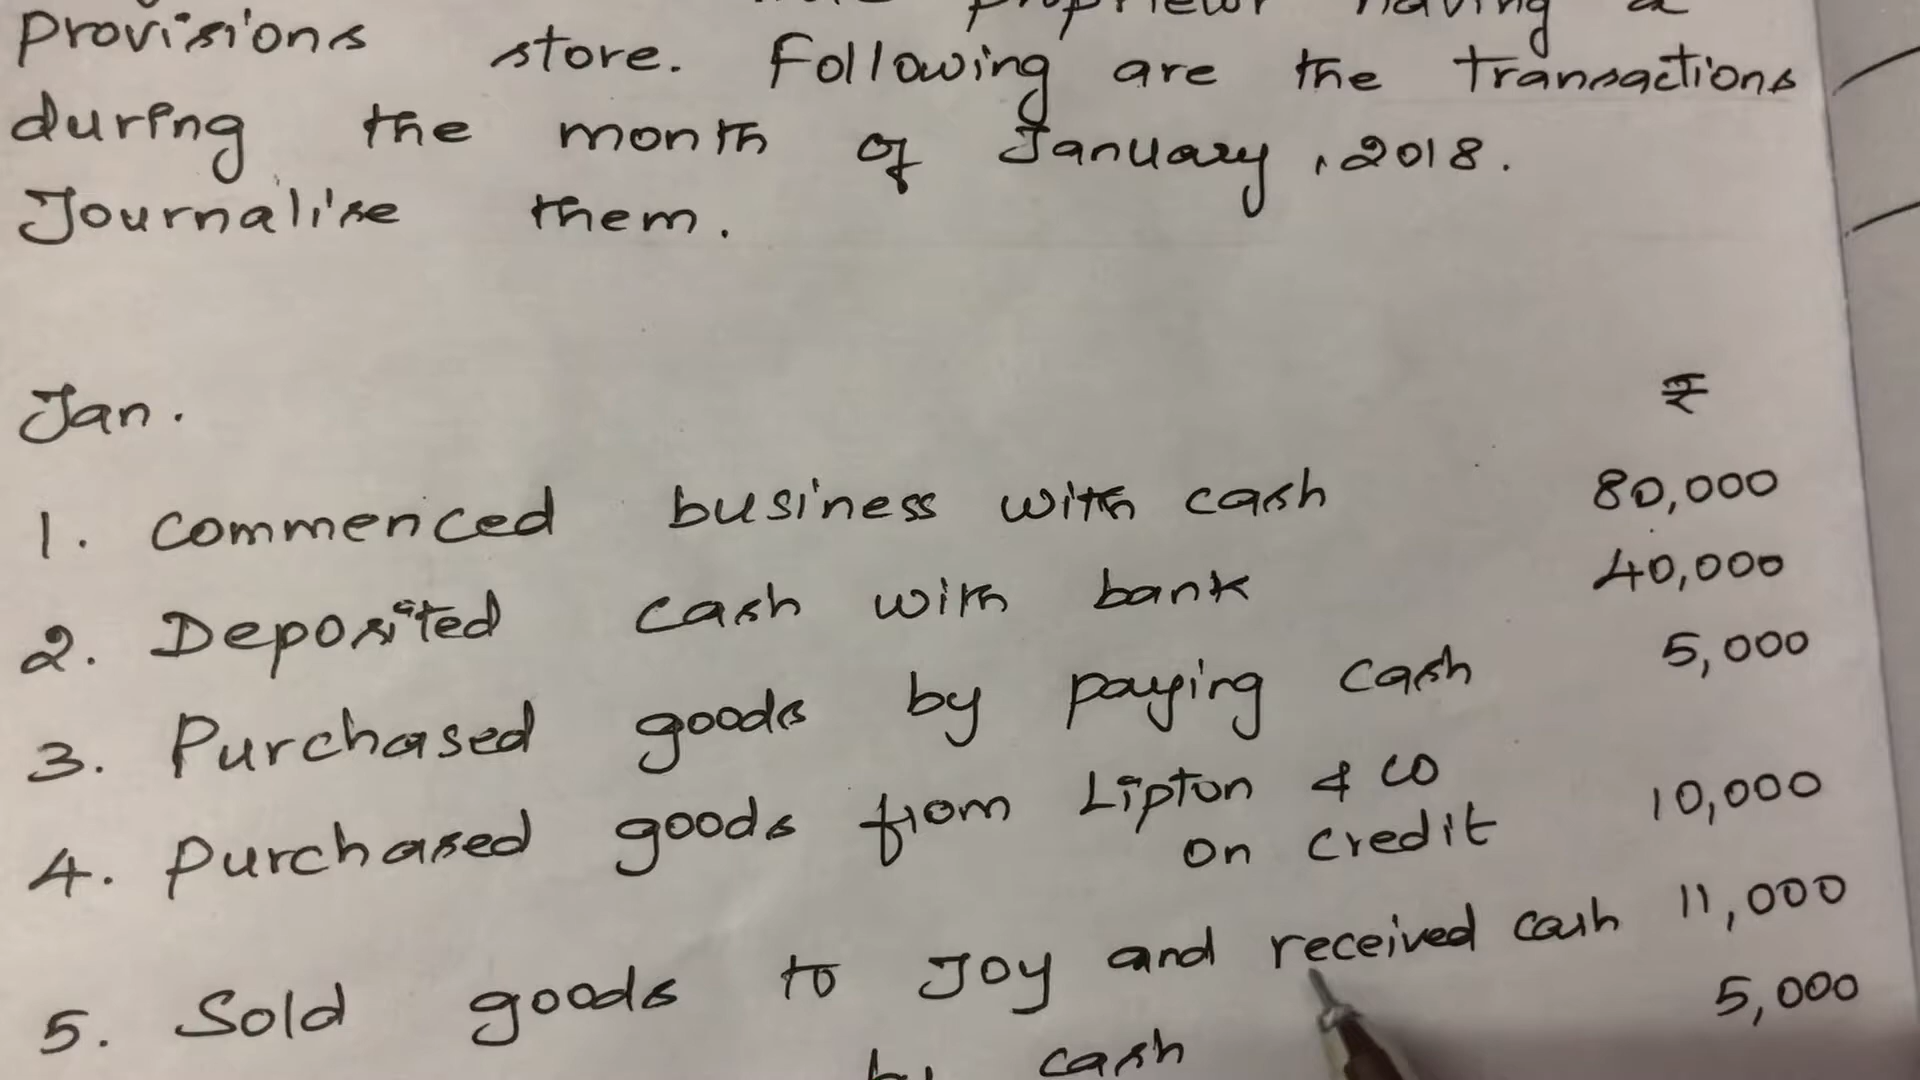 proprietor having a
Provisions store. Following are the transactions
during the month of January, 2018.
Journalise them.
Jan. ₹
1. Commenced business with cash 80,000
2. Deposited cash with bank 40,000
3. Purchased goods by paying cash 5,000
4. Purchased goods from Lipton & co
on credit 10,000
5. Sold goods to Joy and received cash 11,000
by cash 5,000